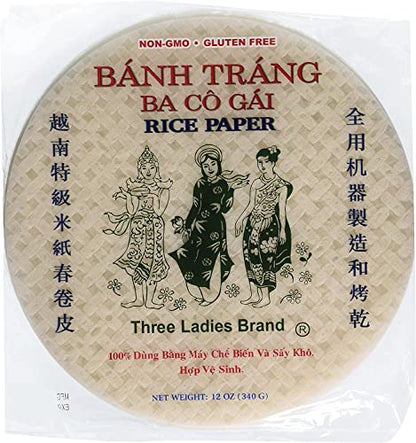 NON-GMO • GLUTEN FREE
BÁNH TRÁNG
BA CÔ GÁI
RICE PAPER
越南特級米紙春卷皮
全用机器製造和烤乾
Three Ladies Brand ®
100% Dùng Bằng Máy Chế Biến Và Sấy Khô.
Hợp Vệ Sinh.
NET WEIGHT: 12 OZ (340 G)
MFG
EXP